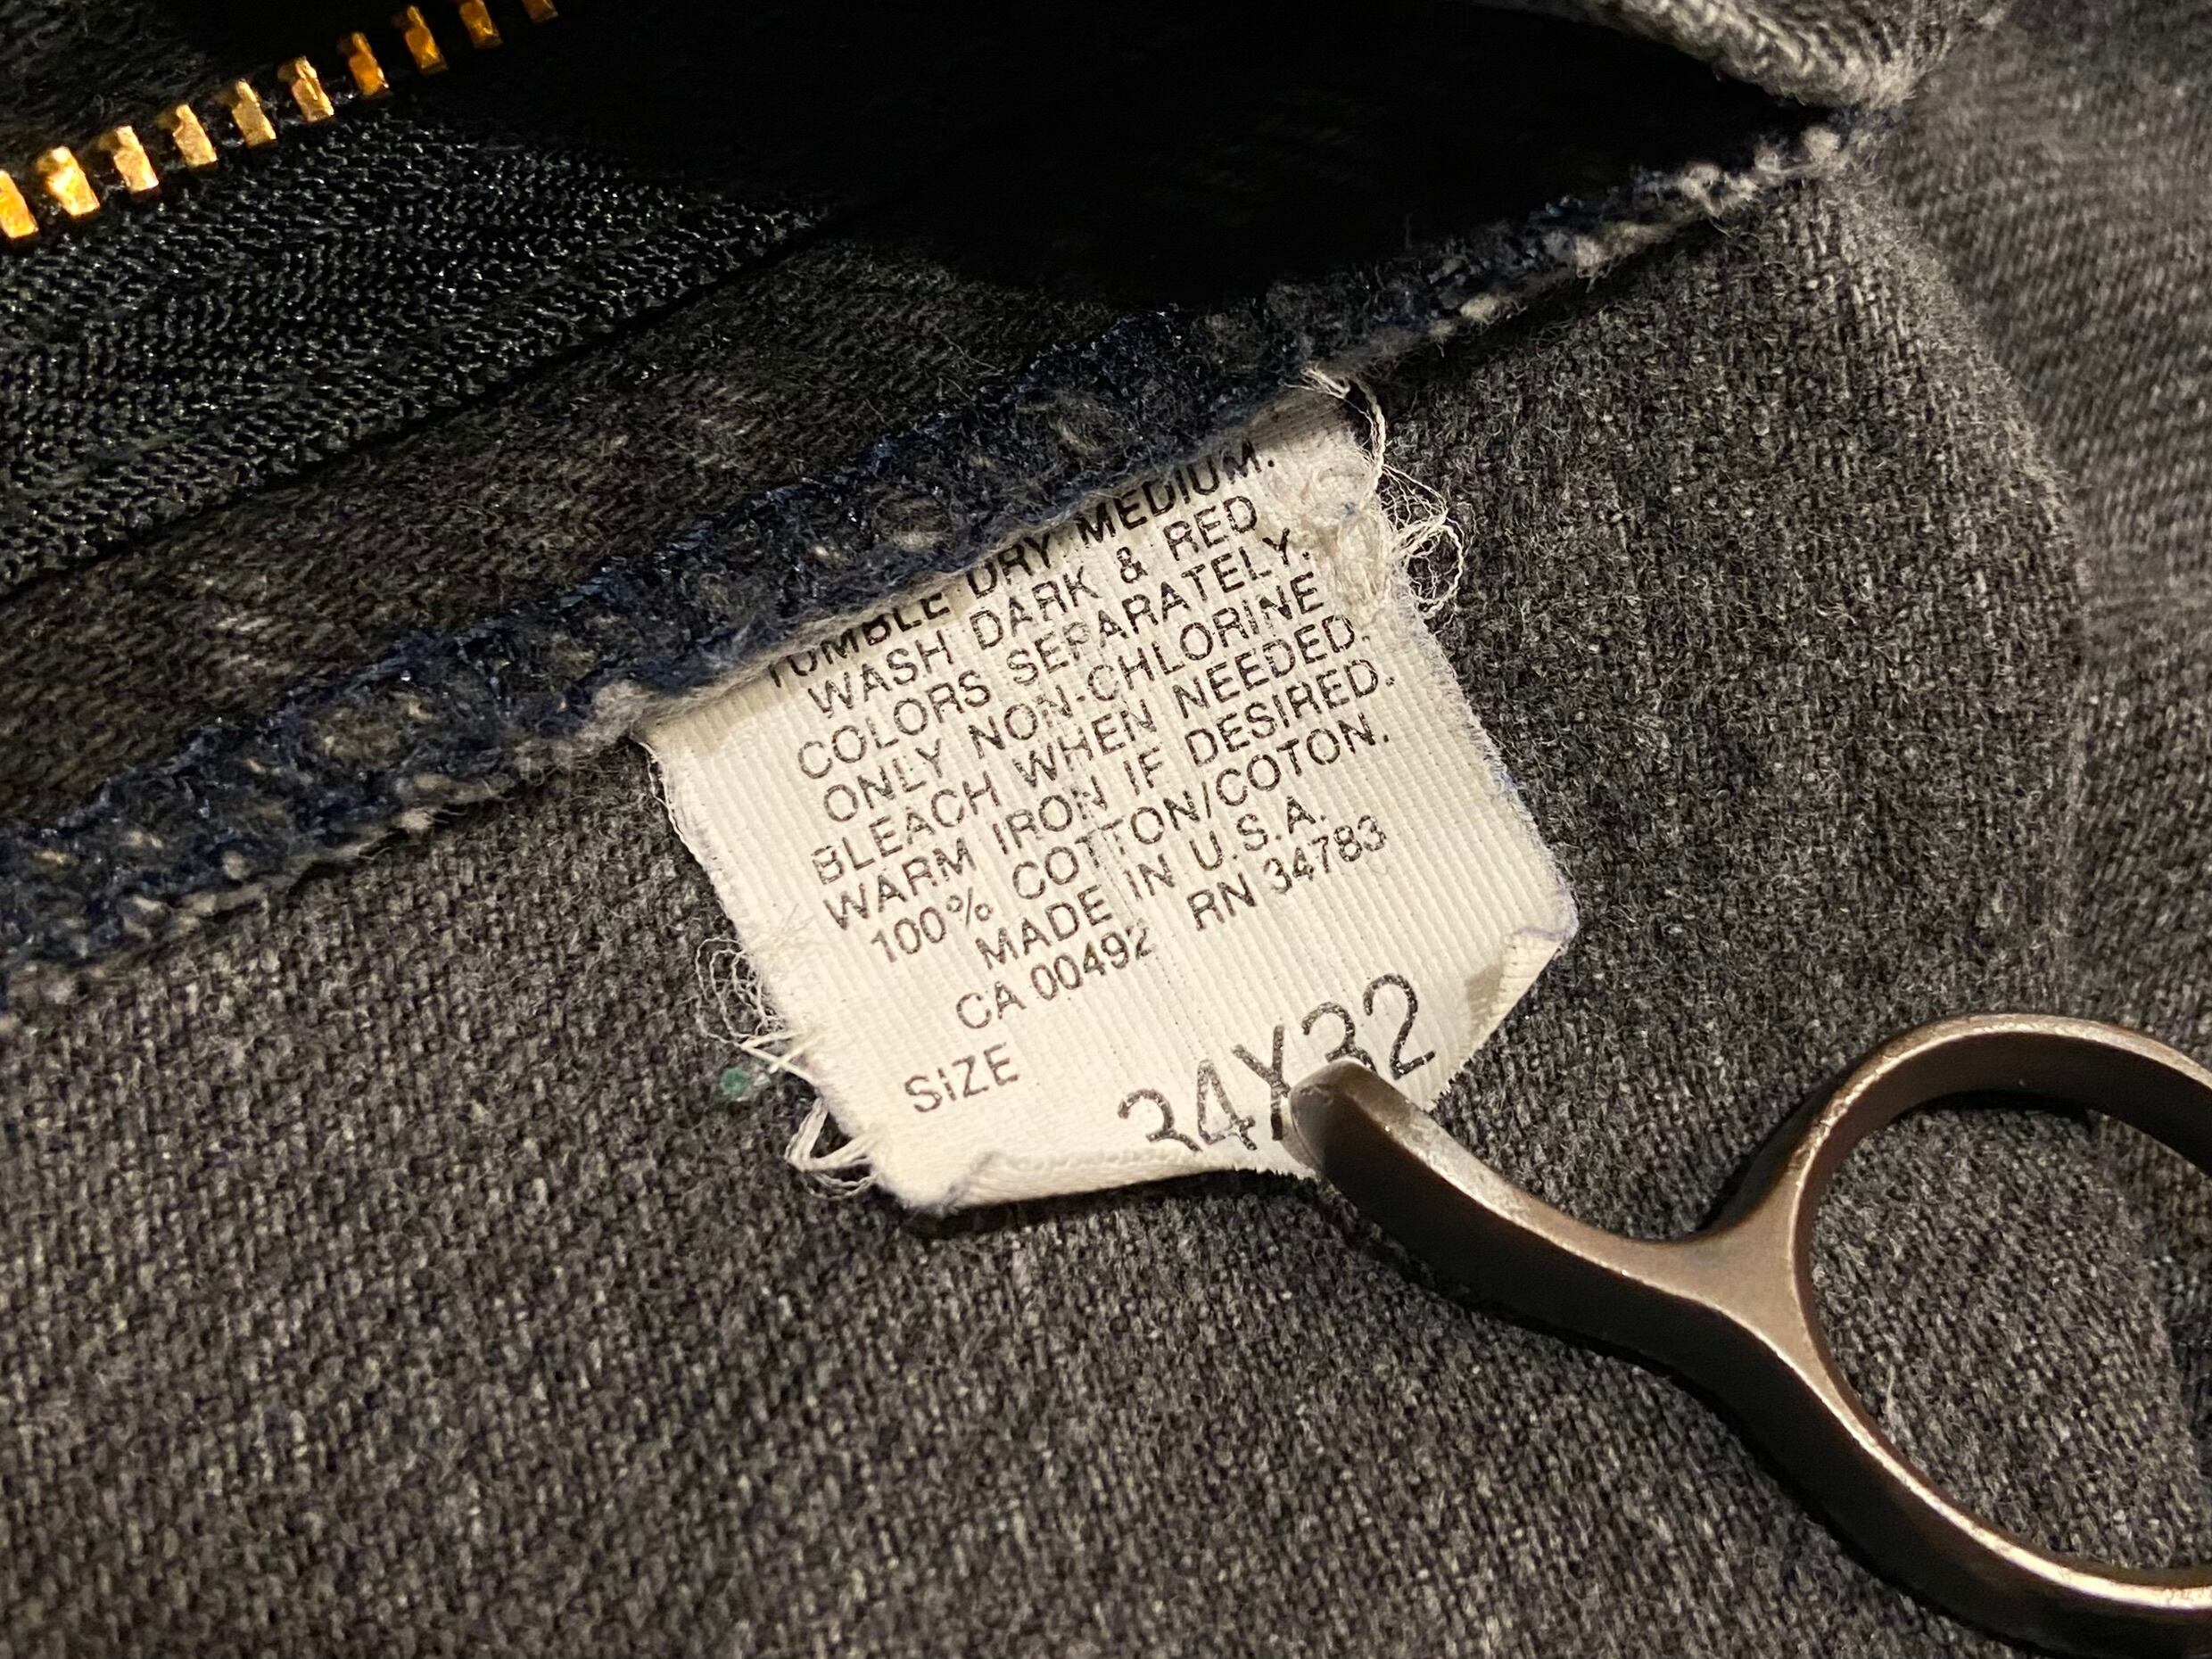 TUMBLE DRY MEDIUM.
WASH DARK & RED
COLORS SEPARATELY.
ONLY NON-CHLORINE
BLEACH WHEN NEEDED.
WARM IRON IF DESIRED.
100% COTTON/COTON.
MADE IN U.S.A.
CA 00492 RN 34783
SIZE 34X32